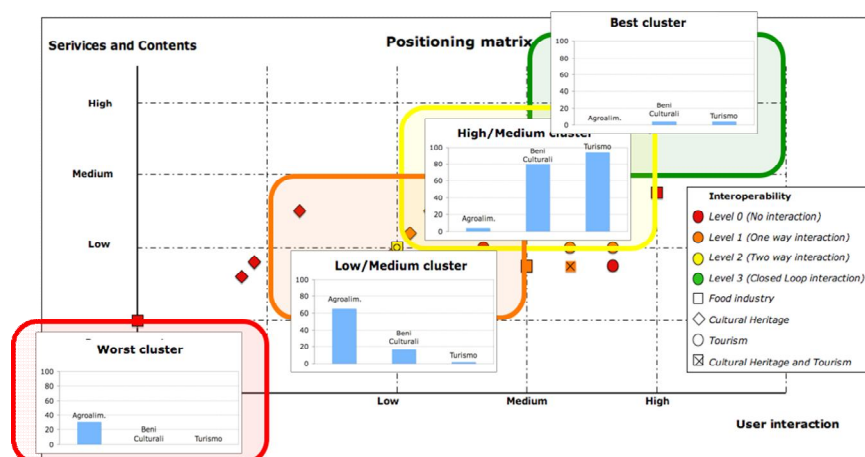 Best cluster
Serivices and Contents
Positioning matrix
100
80
60
40
20
0
Agroalim.
Beni
Culturali
Turismo
High
High/Medium cluster
100
80
60
40
20
0
Agroalim.
Beni
Culturali
Turismo
Medium
Interoperability
Level 0 (No interaction)
Level 1 (One way interaction)
Level 2 (Two way interaction)
Level 3 (Closed Loop interaction)
Food industry
Cultural Heritage
Tourism
Cultural Heritage and Tourism
Low
Low/Medium cluster
100
80
60
40
20
0
Agroalim.
Beni
Culturali
Turismo
Worst cluster
100
80
60
40
20
0
Agroalim.
Beni
Culturali
Turismo
Low
Medium
High
User interaction